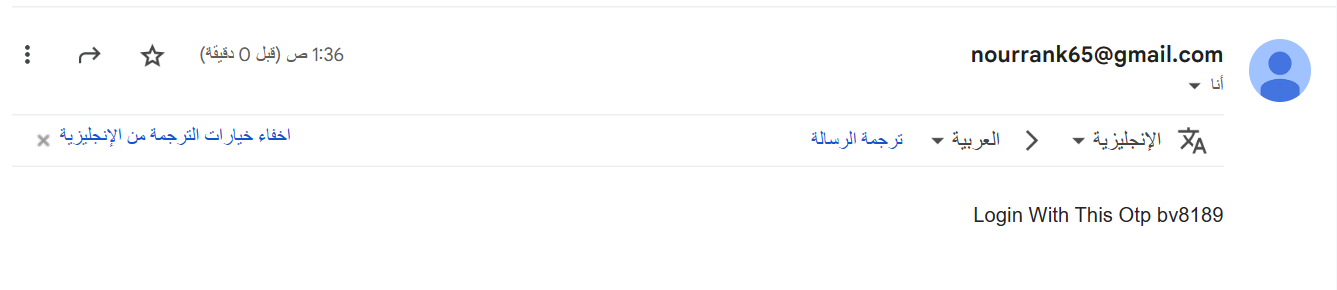 nourrank65@gmail.com
1:36 ص (قبل 0 دقيقة)
أنا
الإنجليزية
العربية
ترجمة الرسالة
اخفاء خيارات الترجمة من الإنجليزية
Login With This Otp bv8189